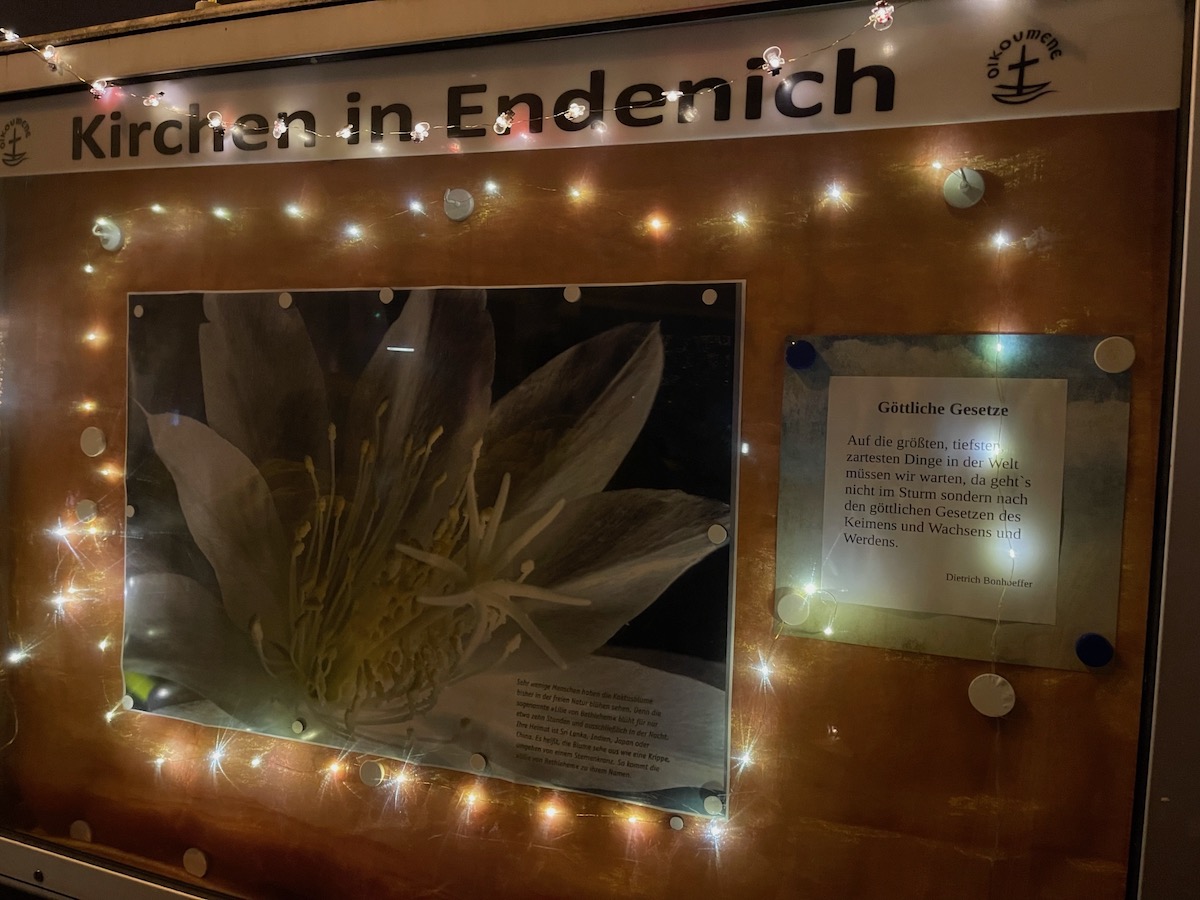 Kirchen in Endenich
OIKOUMENE
OIKOUMENE
Göttliche Gesetze
Auf die größten, tiefsten
zartesten Dinge in der Welt
müssen wir warten, da geht`s
nicht im Sturm sondern nach
den göttlichen Gesetzen des
Keimens und Wachsens und
Werdens.
Dietrich Bonhoeffer
Sehr wenige Menschen haben die Kaktusblume
früher in der freien Natur blühen sehen. Denn die
sogenannte «Lilie von Bethlehem» blüht für nur
etwa zehn Stunden und ausschließlich in der Nacht.
Ihre Heimat ist Sri Lanka, Indien, Japan oder
China. Es heißt, die Blume sehe aus wie eine Krippe,
umgeben von einem Sternenkranz. So kommt die
«Lilie von Bethlehem» zu ihrem Namen.